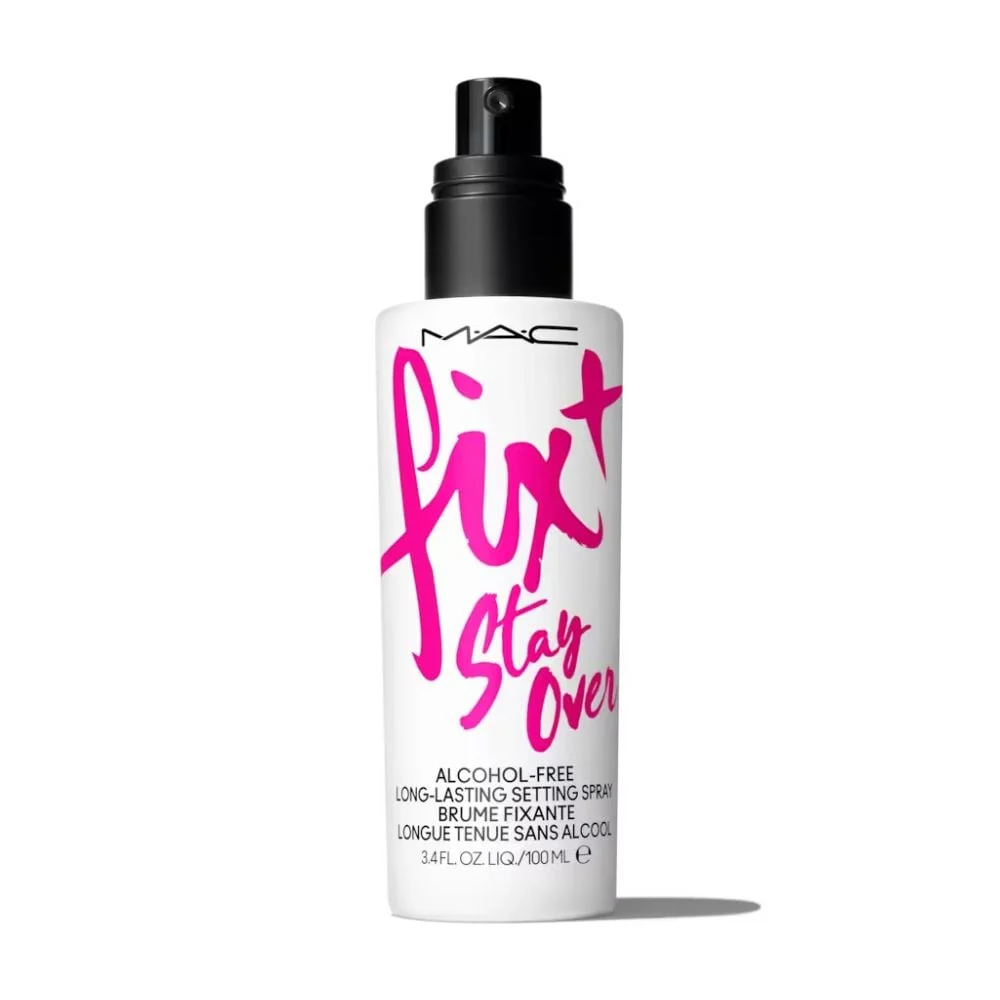 M·A·C
fix+
Stay
Over
ALCOHOL-FREE
LONG-LASTING SETTING SPRAY
BRUME FIXANTE
LONGUE TENUE SANS ALCOOL
3.4 FL. OZ. LIQ./100 ML ℮